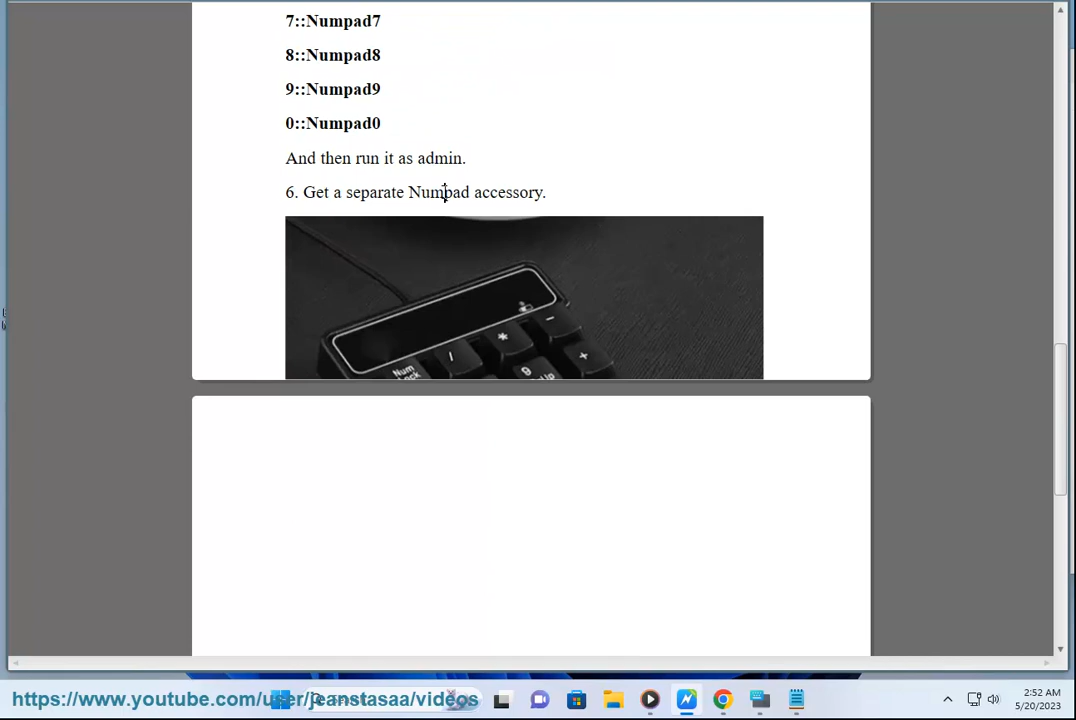 7::Numpad7
8::Numpad8
9::Numpad9
0::Numpad0
And then run it as admin.
6. Get a separate Numpad accessory.
-
*
/
+
Num
Lock
9
https://www.youtube.com/user/jeantasaa/videos
2:52 AM
5/20/2023